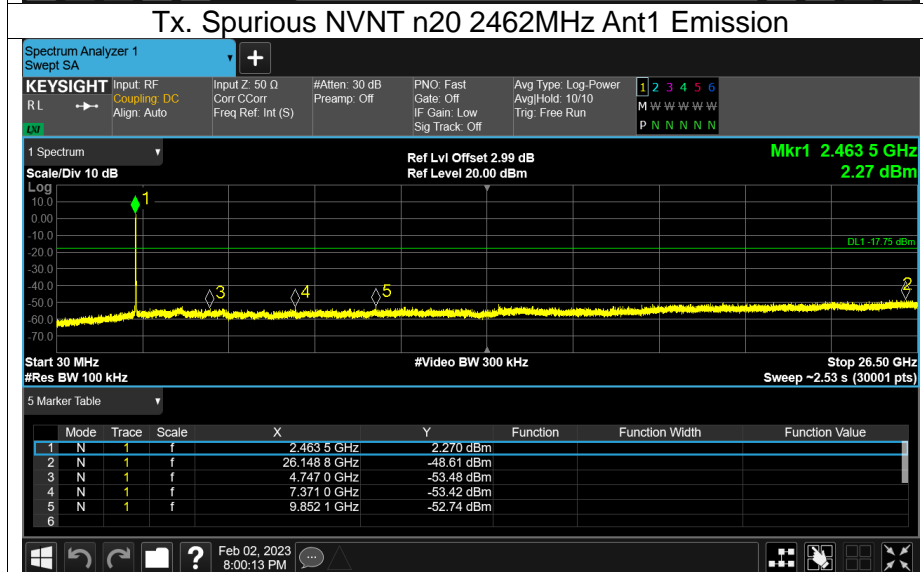 Tx. Spurious NVNT n20 2462MHz Ant1 Emission
Spectrum Analyzer 1
Swept SA
+
KEYSIGHT Input: RF Input Z: 50 Ω #Atten: 30 dB PNO: Fast Avg Type: Log-Power 1 2 3 4 5 6
RL Coupling: DC Corr CCorr Preamp: Off Gate: Off Avg|Hold: 10/10 M W W W W W
Align: Auto Freq Ref: Int (S) IF Gain: Low Trig: Free Run
LXI Sig Track: Off P N N N N N
1 Spectrum Ref Lvl Offset 2.99 dB Mkr1 2.463 5 GHz
Scale/Div 10 dB Ref Level 20.00 dBm 2.27 dBm
Log
10.0 1
0.00
-10.0
DL1 -17.75 dBm
-20.0
-30.0
-40.0 3 4 5 2
-50.0
-60.0
-70.0
Start 30 MHz #Video BW 300 kHz Stop 26.50 GHz
#Res BW 100 kHz Sweep ~2.53 s (30001 pts)
5 Marker Table
Mode Trace Scale X Y Function Function Width Function Value
1 N 1 f 2.463 5 GHz 2.270 dBm
2 N 1 f 26.148 8 GHz -48.61 dBm
3 N 1 f 4.747 0 GHz -53.48 dBm
4 N 1 f 7.371 0 GHz -53.42 dBm
5 N 1 f 9.852 1 GHz -52.74 dBm
6
? Feb 02, 2023
8:00:13 PM